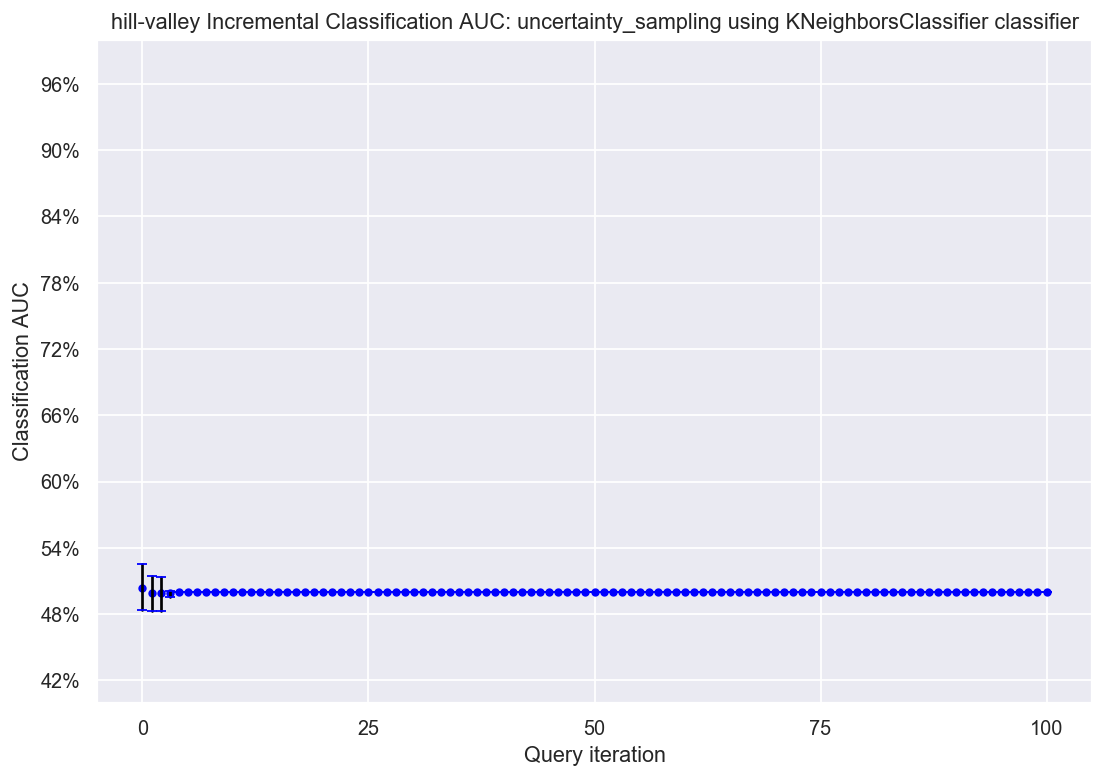 hill-valley Incremental Classification AUC: uncertainty_sampling using KNeighborsClassifier classifier
96%
90%
84%
78%
72%
66%
60%
54%
48%
42%
Classification AUC
0 25 50 75 100
Query iteration